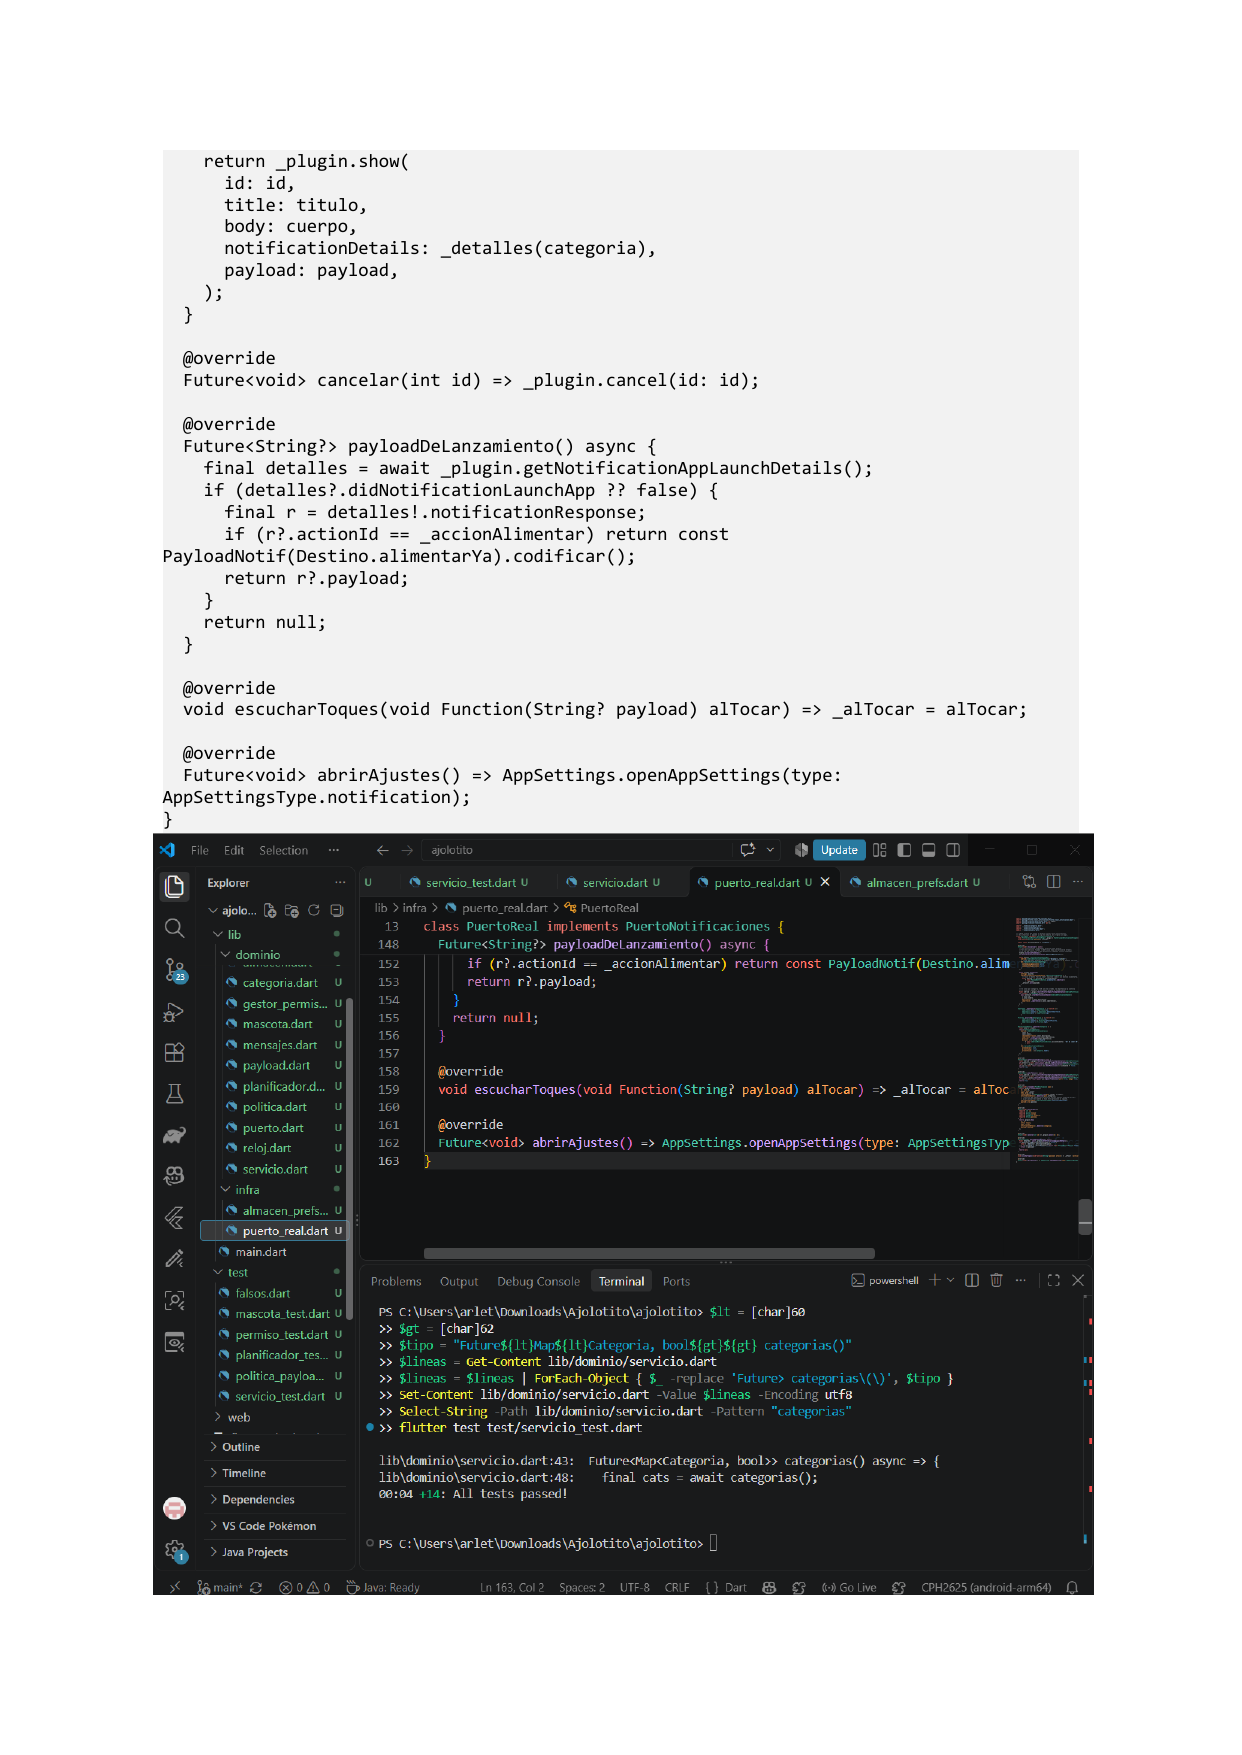 return _plugin.show(
id: id,
title: titulo,
body: cuerpo,
notificationDetails: _detalles(categoria),
payload: payload,
);
}
@override
Future<void> cancelar(int id) => _plugin.cancel(id: id);
@override
Future<String?> payloadDeLanzamiento() async {
final detalles = await _plugin.getNotificationAppLaunchDetails();
if (detalles?.didNotificationLaunchApp ?? false) {
final r = detalles!.notificationResponse;
if (r?.actionId == _accionAlimentar) return const
PayloadNotif(Destino.alimentarYa).codificar();
return r?.payload;
}
return null;
}
@override
void escucharToques(void Function(String? payload) alTocar) => _alTocar = alTocar;
@override
Future<void> abrirAjustes() => AppSettings.openAppSettings(type:
AppSettingsType.notification);
}
File Edit Selection ··· ajolotito Update
Explorer ···
ajolo...
lib
dominio
categoria.dart U
gestor_permis... U
mascota.dart U
mensajes.dart U
payload.dart U
planificador.d... U
politica.dart U
puerto.dart U
reloj.dart U
servicio.dart U
infra
almacen_prefs... U
puerto_real.dart U
main.dart
test
falsos.dart U
mascota_test.dart U
permiso_test.dart U
planificador_tes... U
politica_payloa... U
servicio_test.dart U
web
Outline
Timeline
Dependencies
VS Code Pokémon
Java Projects
23
1
U servicio_test.dart U servicio.dart U puerto_real.dart U almacen_prefs.dart U ···
lib > infra > puerto_real.dart > PuertoReal
13 class PuertoReal implements PuertoNotificaciones {
148 Future<String?> payloadDeLanzamiento() async {
152 if (r?.actionId == _accionAlimentar) return const PayloadNotif(Destino.alim
153 return r?.payload;
154 }
155 return null;
156 }
157
158 @override
159 void escucharToques(void Function(String? payload) alTocar) => _alTocar = alToc
160
161 @override
162 Future<void> abrirAjustes() => AppSettings.openAppSettings(type: AppSettingsTyp
163 }
Problems Output Debug Console Terminal Ports powershell ···
PS C:\Users\arlet\Downloads\Ajolotito\ajolotito> $lt = [char]60
>> $gt = [char]62
>> $tipo = "Future${lt}Map${lt}Categoria, bool${gt}${gt} categorias()"
>> $lineas = Get-Content lib/dominio/servicio.dart
>> $lineas = $lineas | ForEach-Object { $_ -replace 'Future> categorias\(\)', $tipo }
>> Set-Content lib/dominio/servicio.dart -Value $lineas -Encoding utf8
>> Select-String -Path lib/dominio/servicio.dart -Pattern "categorias"
>> flutter test test/servicio_test.dart
lib\dominio\servicio.dart:43: Future<Map<Categoria, bool>> categorias() async => {
lib\dominio\servicio.dart:48: final cats = await categorias();
00:04 +14: All tests passed!
PS C:\Users\arlet\Downloads\Ajolotito\ajolotito>
main* 0 0 Java: Ready Ln 163, Col 2 Spaces: 2 UTF-8 CRLF { } Dart Go Live CPH2625 (android-arm64)